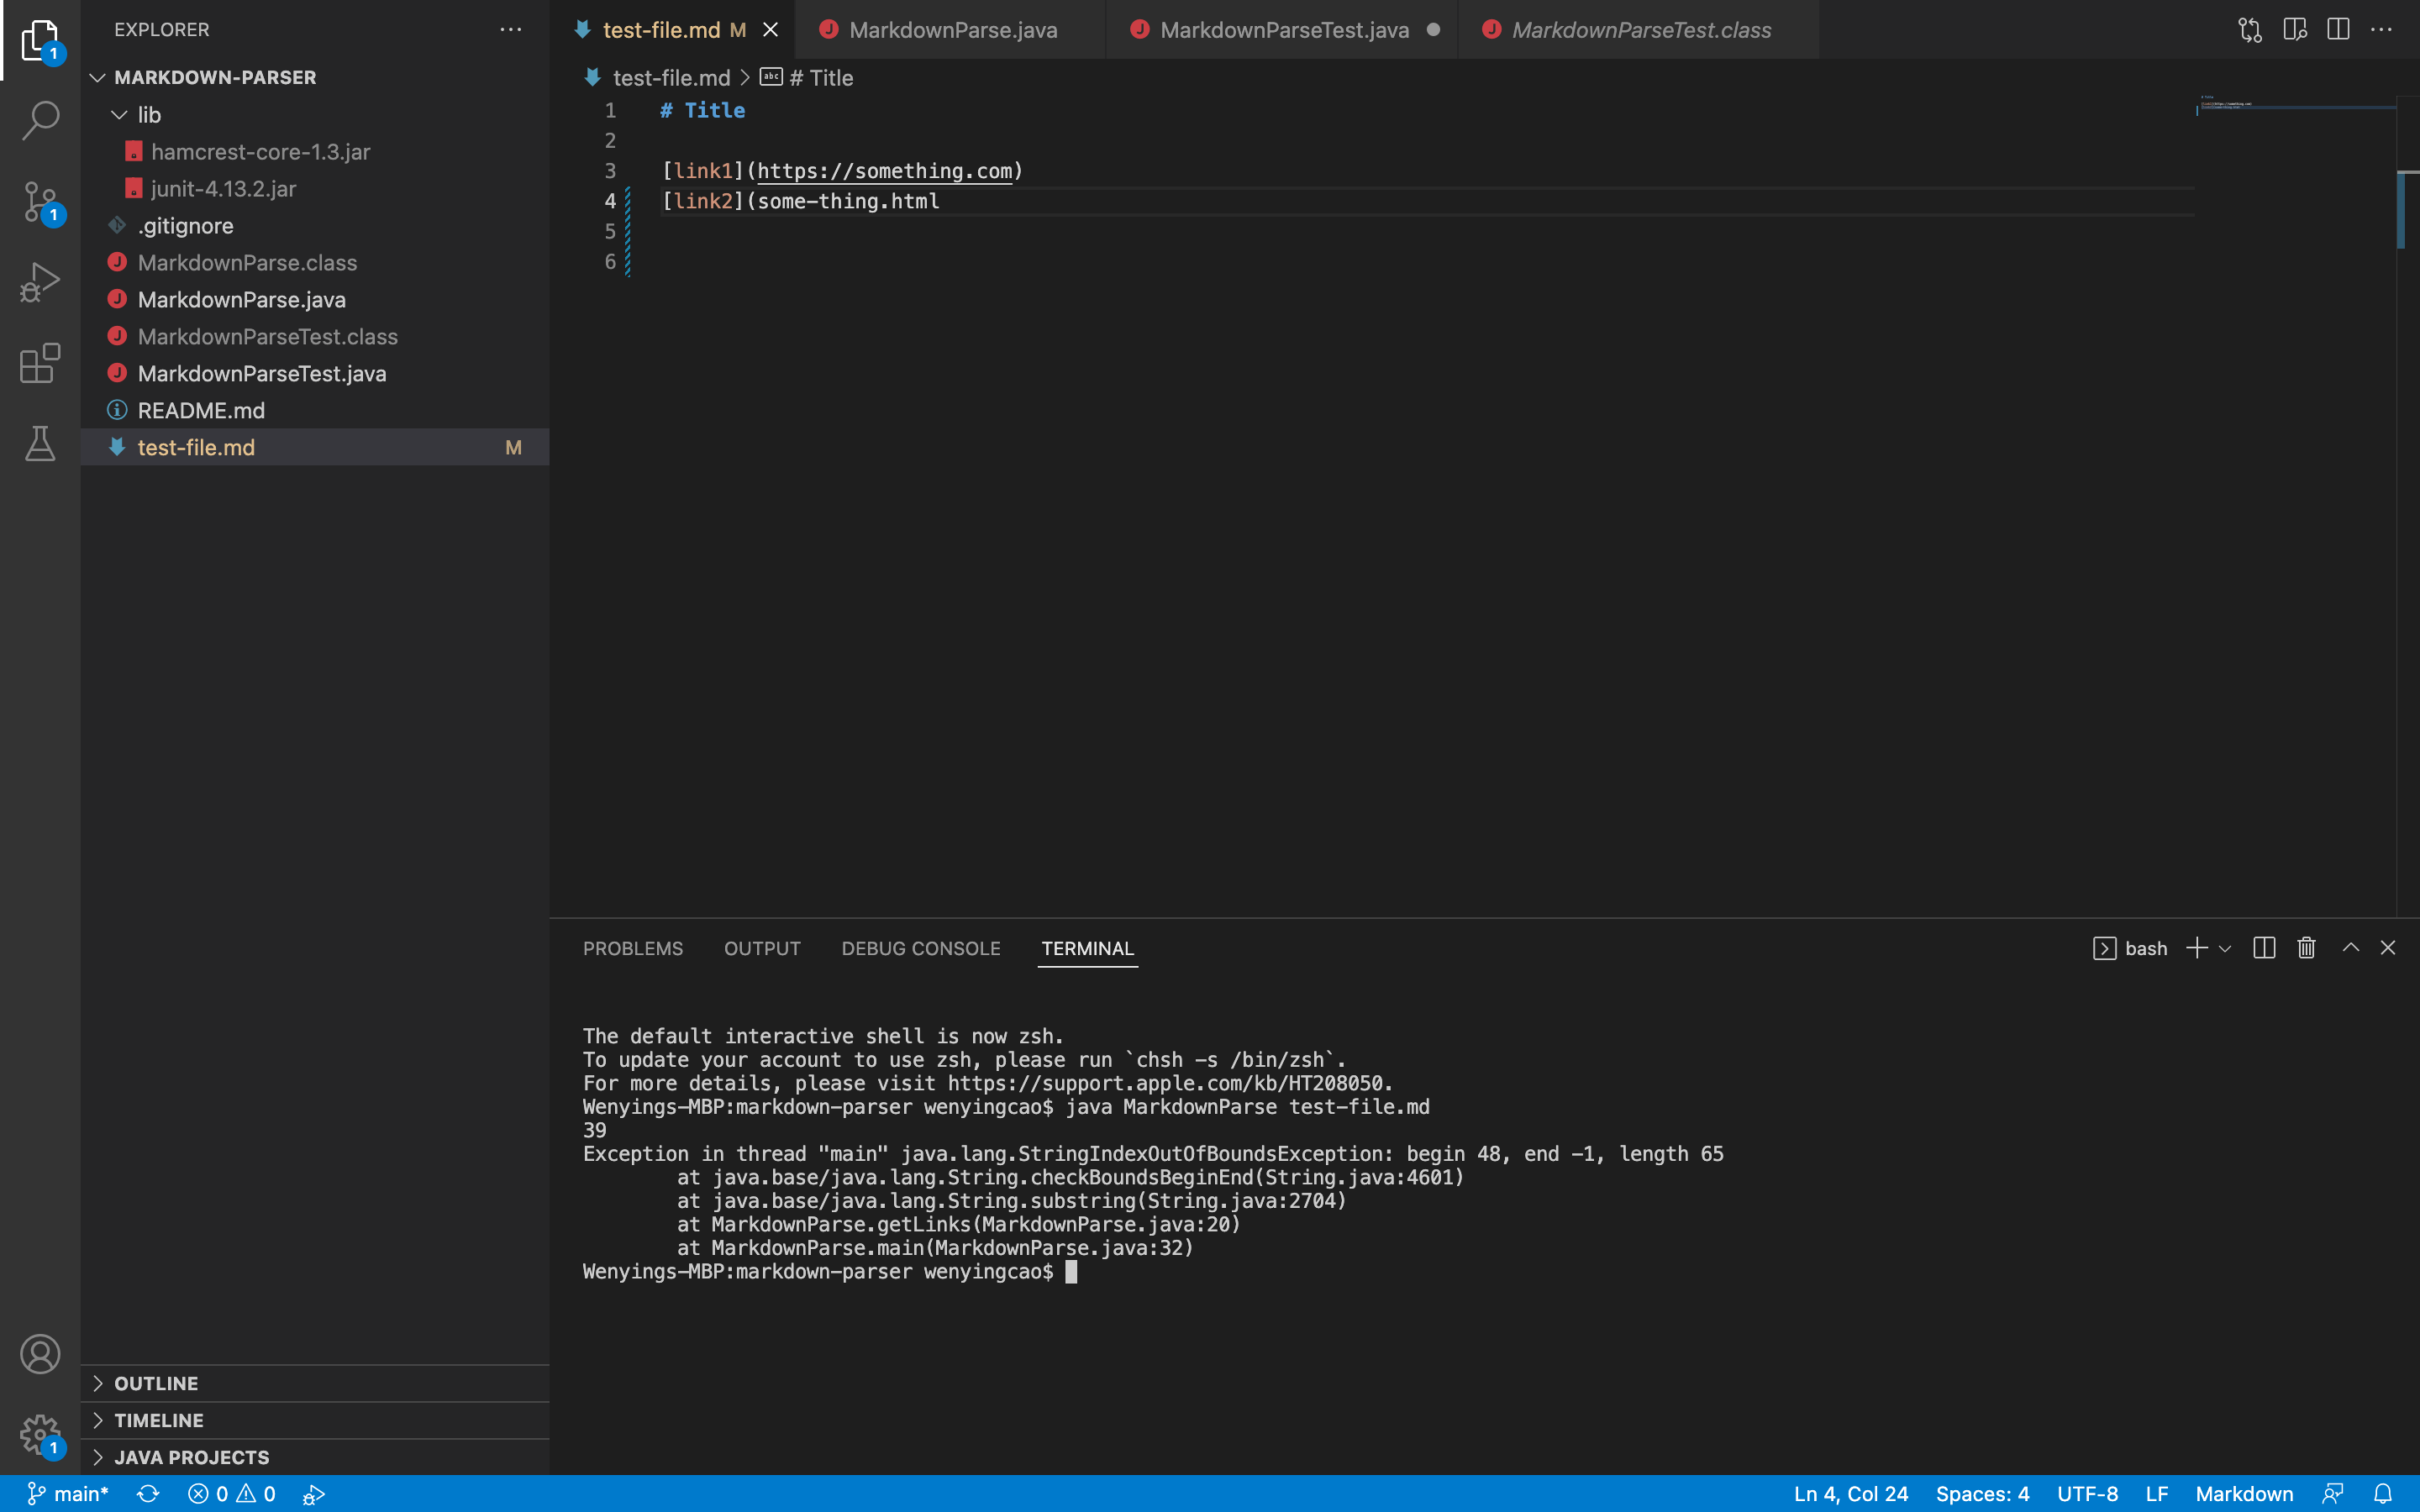 EXPLORER
MARKDOWN-PARSER
lib
hamcrest-core-1.3.jar
junit-4.13.2.jar
.gitignore
MarkdownParse.class
MarkdownParse.java
MarkdownParseTest.class
MarkdownParseTest.java
README.md
test-file.md M
OUTLINE
TIMELINE
JAVA PROJECTS
1
1
1
test-file.md M MarkdownParse.java MarkdownParseTest.java MarkdownParseTest.class
test-file.md > abc # Title
1 # Title
2
3 [link1](https://something.com)
4 [link2](some-thing.html
5
6
PROBLEMS OUTPUT DEBUG CONSOLE TERMINAL bash
The default interactive shell is now zsh.
To update your account to use zsh, please run `chsh -s /bin/zsh`.
For more details, please visit https://support.apple.com/kb/HT208050.
Wenyings-MBP:markdown-parser wenyingcao$ java MarkdownParse test-file.md
39
Exception in thread "main" java.lang.StringIndexOutOfBoundsException: begin 48, end -1, length 65
at java.base/java.lang.String.checkBoundsBeginEnd(String.java:4601)
at java.base/java.lang.String.substring(String.java:2704)
at MarkdownParse.getLinks(MarkdownParse.java:20)
at MarkdownParse.main(MarkdownParse.java:32)
Wenyings-MBP:markdown-parser wenyingcao$
main* 0 0 Ln 4, Col 24 Spaces: 4 UTF-8 LF Markdown